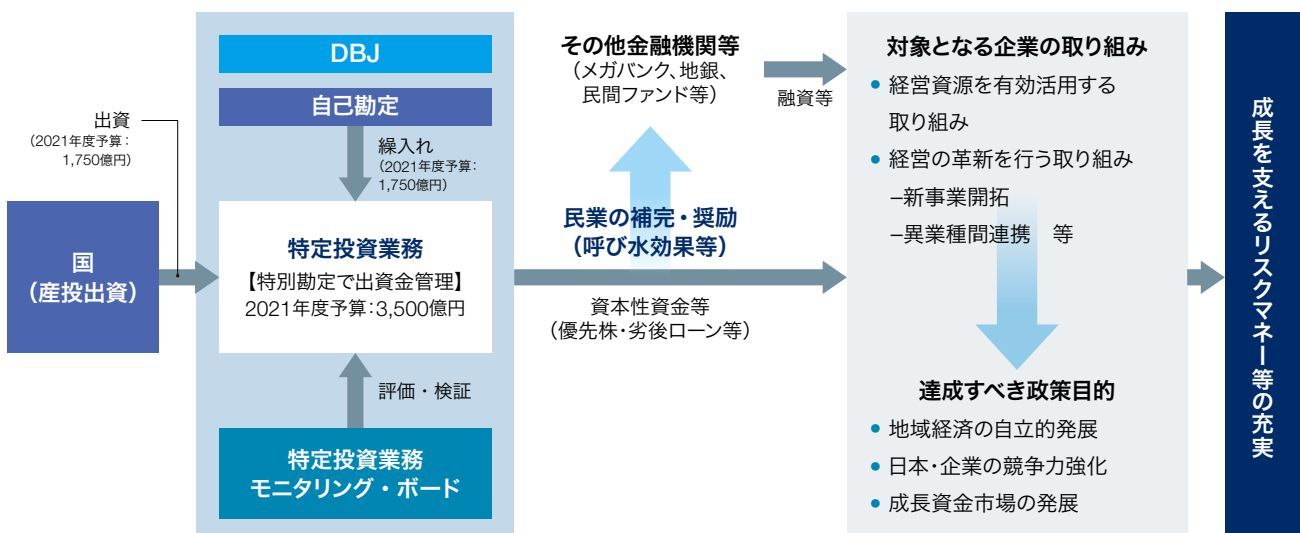 出資
(2021年度予算:
1,750億円)
国
(産投出資)
DBJ
自己勘定
繰入れ
(2021年度予算:
1,750億円)
特定投資業務
【特別勘定で出資金管理】
2021年度予算:3,500億円
評価・検証
特定投資業務
モニタリング・ボード
その他金融機関等
(メガバンク、地銀、
民間ファンド等)
融資等
民業の補完・奨励
(呼び水効果等)
資本性資金等
(優先株・劣後ローン等)
対象となる企業の取り組み
● 経営資源を有効活用する
取り組み
● 経営の革新を行う取り組み
–新事業開拓
–異業種間連携　等
達成すべき政策目的
● 地域経済の自立的発展
● 日本・企業の競争力強化
● 成長資金市場の発展
成長を支えるリスクマネー等の充実